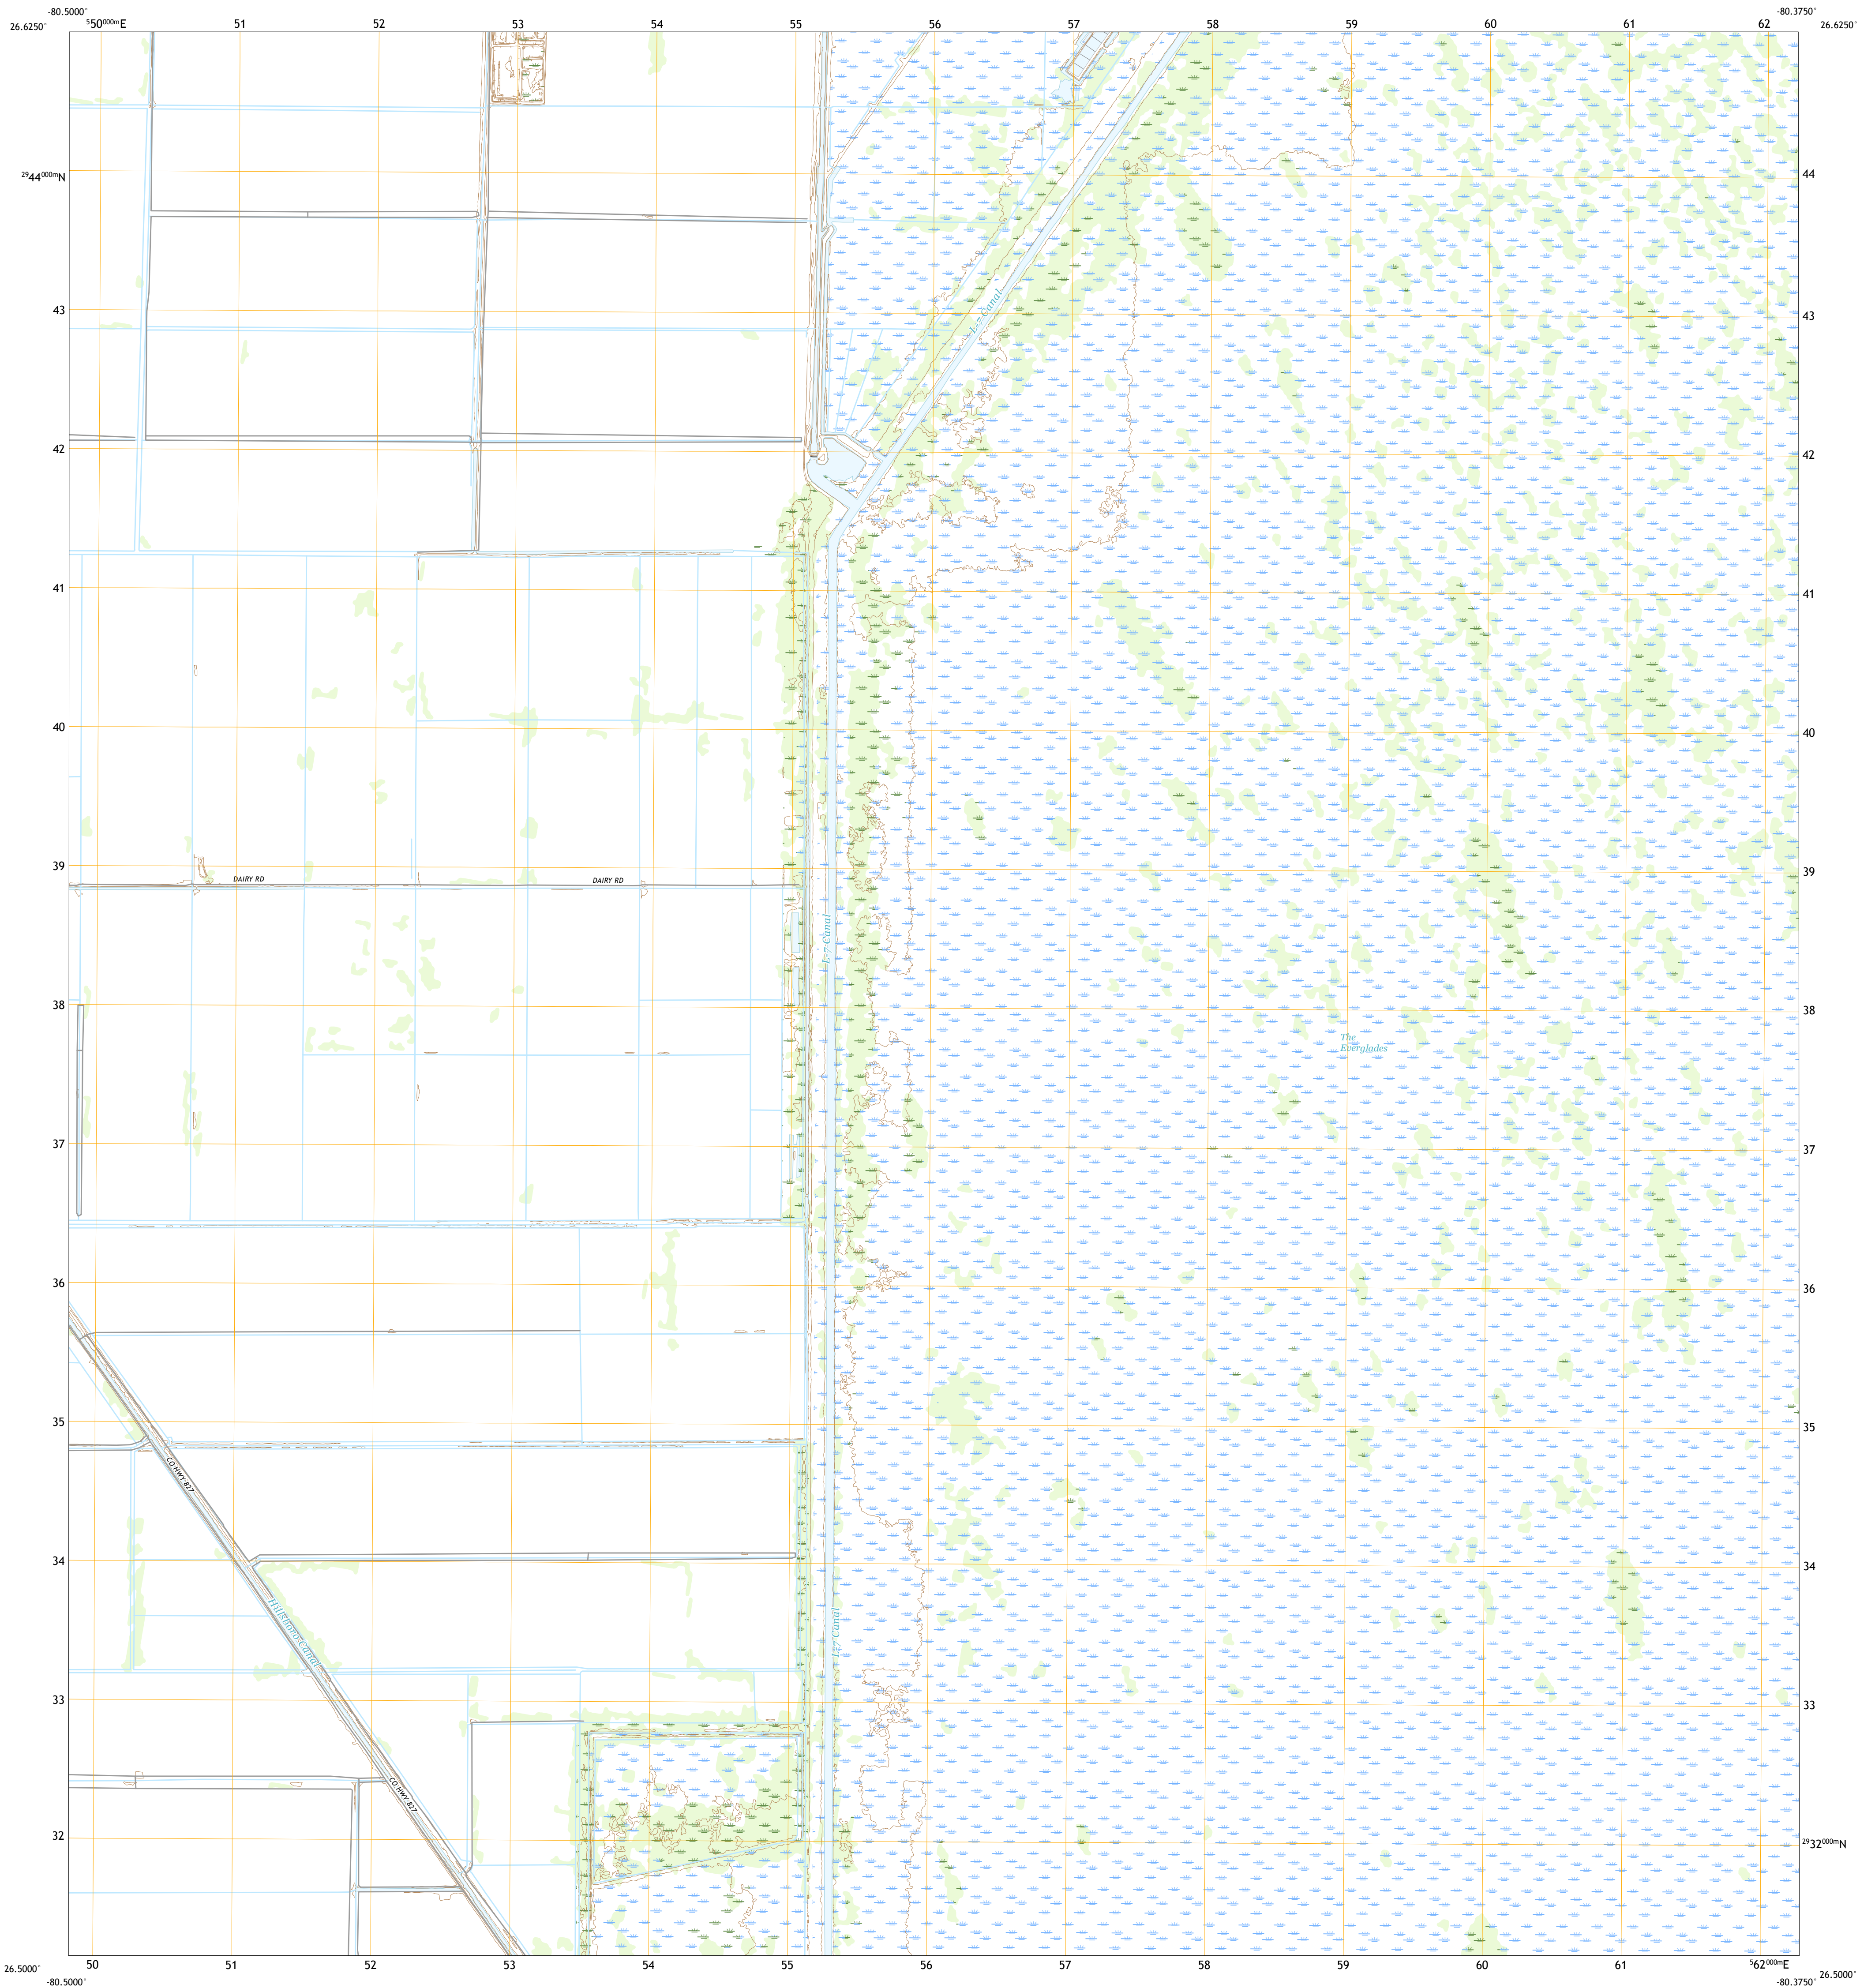 -80.5000°
-80.3750°
26.6250°
⁵50⁰⁰⁰ᵐE 51 52 53 54 55 56 57 58 59 60 61 62
26.6250°
²⁹44⁰⁰⁰ᵐN
44
43
43
L-7 Canal
42
42
41
41
40
40
39
39
DAIRY RD
DAIRY RD
L-7 Canal
38
38
The
Everglades
37
37
36
36
35
35
CO HWY 827
34
34
Hillsboro Canal
L-7 Canal
33
33
CO HWY 827
32
²⁹32⁰⁰⁰ᵐN
26.5000°
50 51 52 53 54 55 56 57 58 59 60 61 ⁵62⁰⁰⁰ᵐE
26.5000°
-80.5000°
-80.3750°